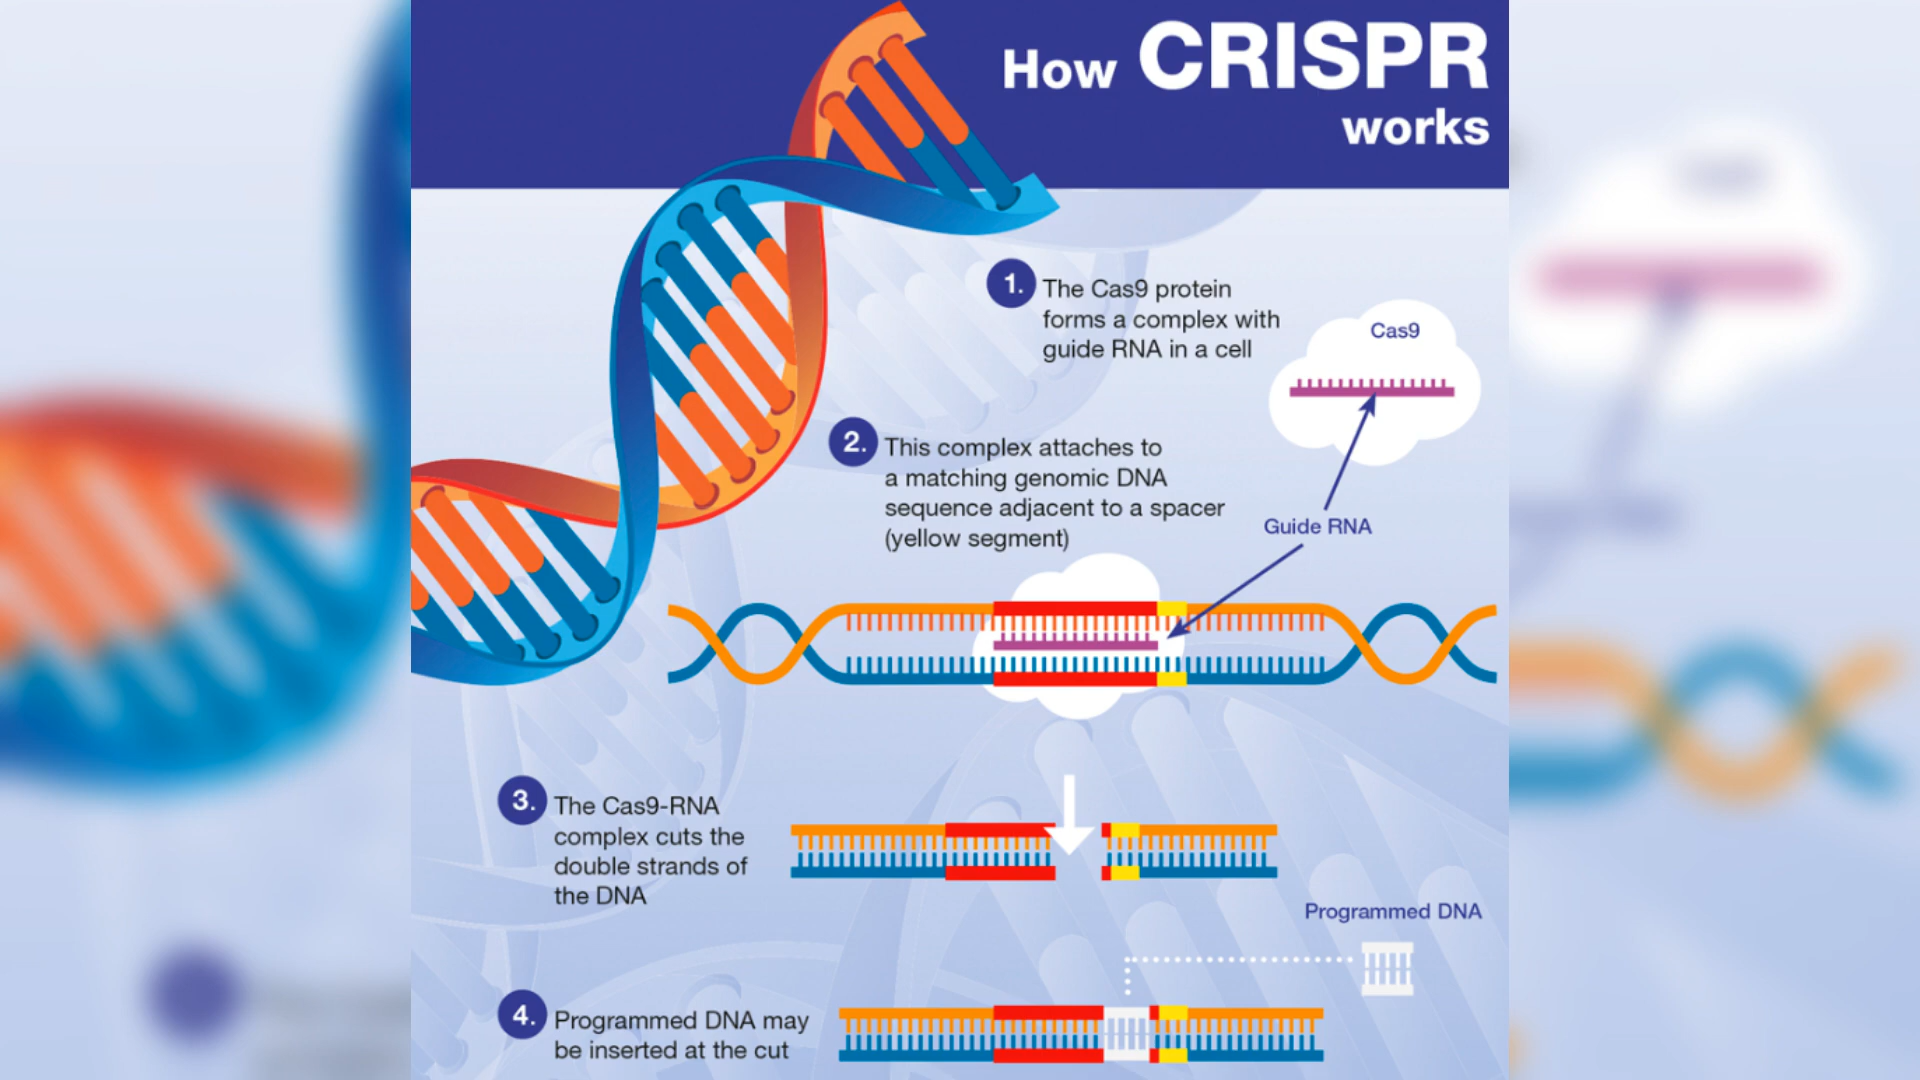 How CRISPR
works
1. The Cas9 protein
forms a complex with
guide RNA in a cell
Cas9
2. This complex attaches to
a matching genomic DNA
sequence adjacent to a spacer
(yellow segment)
Guide RNA
3. The Cas9-RNA
complex cuts the
double strands of
the DNA
Programmed DNA
4. Programmed DNA may
be inserted at the cut